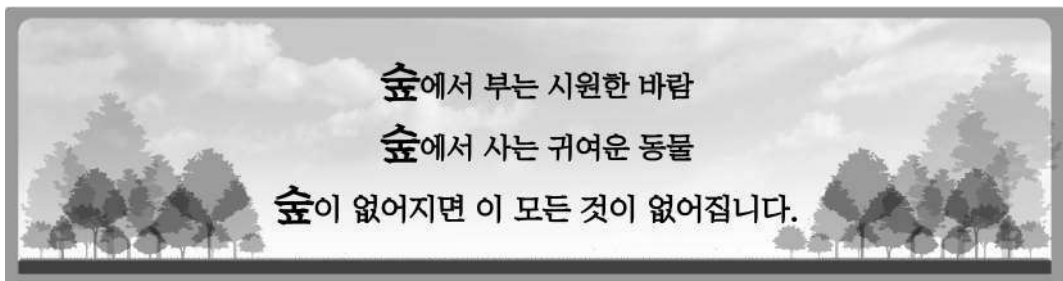 숲에서 부는 시원한 바람
숲에서 사는 귀여운 동물
숲이 없어지면 이 모든 것이 없어집니다.